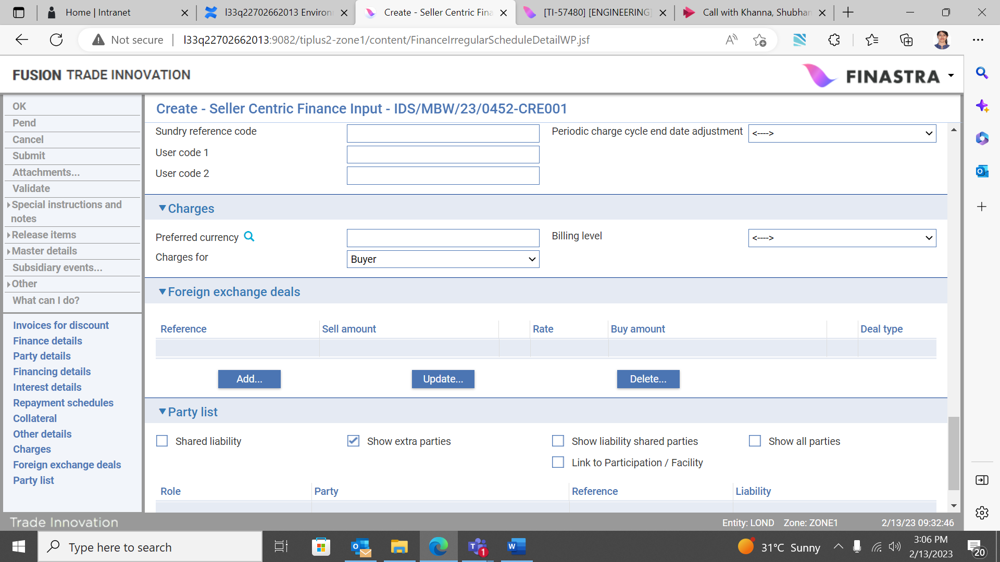 Home | Intranet
l33q22702662013 Environ
Create - Seller Centric Fina
[TI-57480] [ENGINEERING]
Call with Khanna, Shubhan
Not secure
l33q22702662013:9082/tiplus2-zone1/content/FinanceIrregularScheduleDetailWP.jsf
FUSION TRADE INNOVATION
FINASTRA
OK
Pend
Cancel
Submit
Attachments...
Validate
Special instructions and
notes
Release items
Master details
Subsidiary events...
Other
What can I do?
Invoices for discount
Finance details
Party details
Financing details
Interest details
Repayment schedules
Collateral
Other details
Charges
Foreign exchange deals
Party list
Create - Seller Centric Finance Input - IDS/MBW/23/0452-CRE001
Sundry reference code
Periodic charge cycle end date adjustment
<---->
User code 1
User code 2
Charges
Preferred currency
Billing level
<---->
Charges for
Buyer
Foreign exchange deals
Reference Sell amount Rate Buy amount Deal type
Add... Update... Delete...
Party list
Shared liability Show extra parties Show liability shared parties Show all parties
Link to Participation / Facility
Role Party Reference Liability
Trade Innovation
Entity: LOND Zone: ZONE1 2/13/23 09:32:46
Type here to search
1
31°C Sunny
3:06 PM
2/13/2023
20